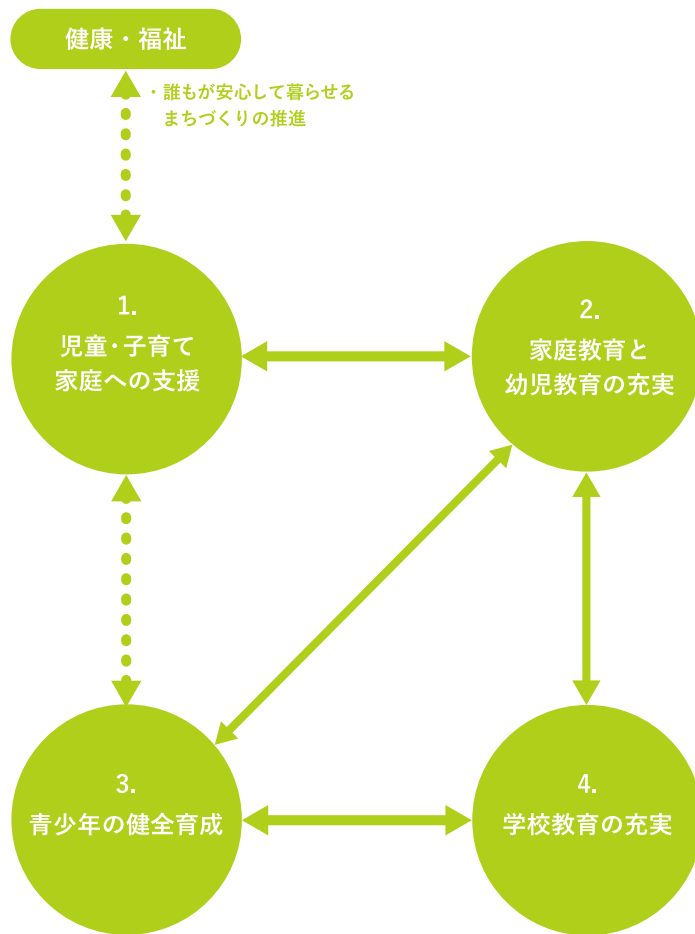 健康・福祉
・誰もが安心して暮らせる
まちづくりの推進
1.
児童・子育て
家庭への支援
2.
家庭教育と
幼児教育の充実
3.
青少年の健全育成
4.
学校教育の充実